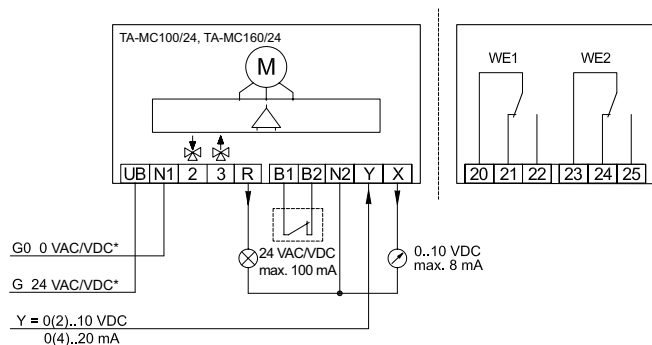 TA-MC100/24, TA-MC160/24
M
WE1
WE2
UB N1 2 3 R B1 B2 N2 Y X
20 21 22 23 24 25
G0 0 VAC/VDC*
24 VAC/VDC
max. 100 mA
0..10 VDC
max. 8 mA
G 24 VAC/VDC*
Y = 0(2)..10 VDC
0(4)..20 mA